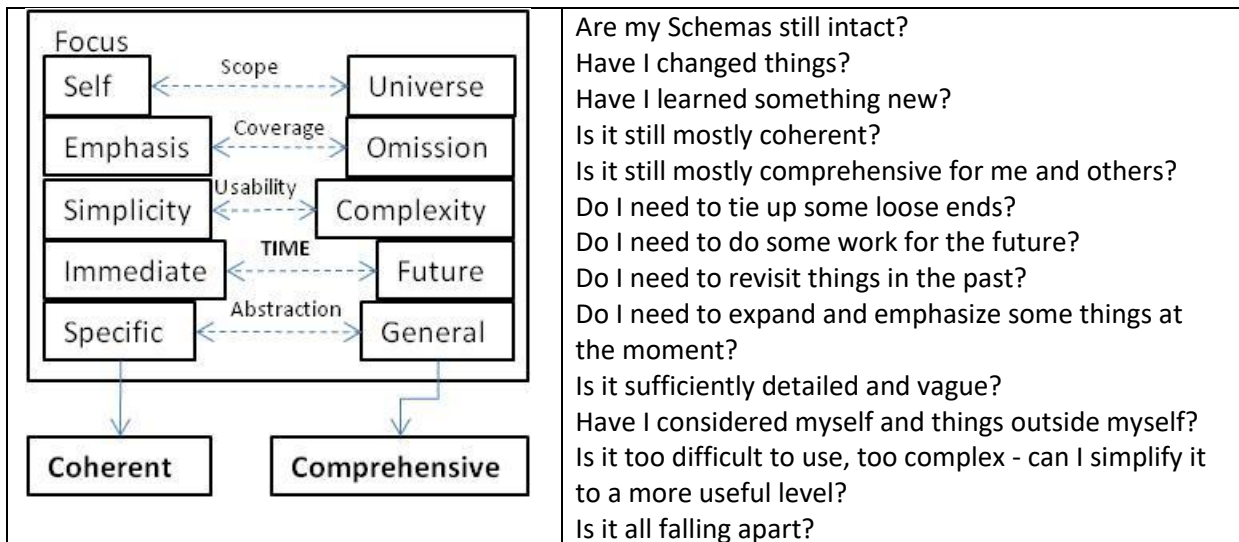 Focus
Scope
Self
Universe
Coverage
Emphasis
Omission
Usability
Simplicity
Complexity
TIME
Immediate
Future
Abstraction
Specific
General
Coherent
Comprehensive
Are my Schemas still intact?
Have I changed things?
Have I learned something new?
Is it still mostly coherent?
Is it still mostly comprehensive for me and others?
Do I need to tie up some loose ends?
Do I need to do some work for the future?
Do I need to revisit things in the past?
Do I need to expand and emphasize some things at
the moment?
Is it sufficiently detailed and vague?
Have I considered myself and things outside myself?
Is it too difficult to use, too complex - can I simplify it
to a more useful level?
Is it all falling apart?